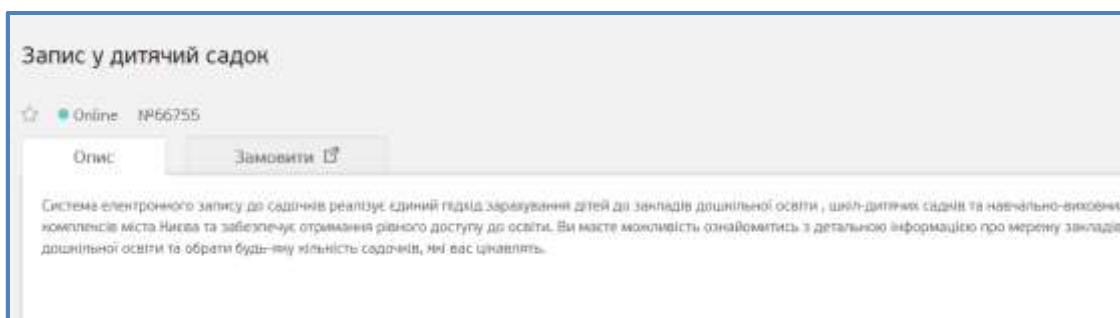 Запис у дитячий садок
Online №66755
Опис Замовити
Система електронного запису до садочків реалізує єдиний підхід зарахування дітей до закладів дошкільної освіти , шкіл-дитячих садків та навчально-виховних
комплексів міста Києва та забезпечує отримання рівного доступу до освіти. Ви маєте можливість ознайомитись з детальною інформацією про мережу закладів
дошкільної освіти та обрати будь-яку кількість садочків, які вас цікавлять.